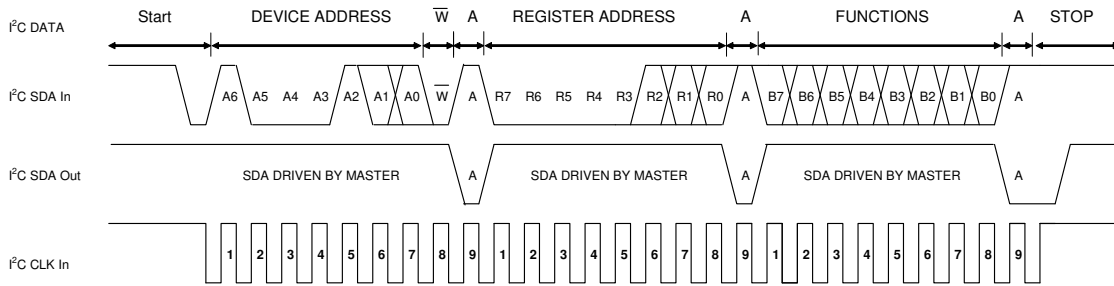 I²C DATA Start DEVICE ADDRESS W̅ A REGISTER ADDRESS A FUNCTIONS A STOP
I²C SDA In A6 A5 A4 A3 A2 A1 A0 W̅ A R7 R6 R5 R4 R3 R2 R1 R0 A B7 B6 B5 B4 B3 B2 B1 B0 A
I²C SDA Out SDA DRIVEN BY MASTER A SDA DRIVEN BY MASTER A SDA DRIVEN BY MASTER A
I²C CLK In 1 2 3 4 5 6 7 8 9 1 2 3 4 5 6 7 8 9 1 2 3 4 5 6 7 8 9